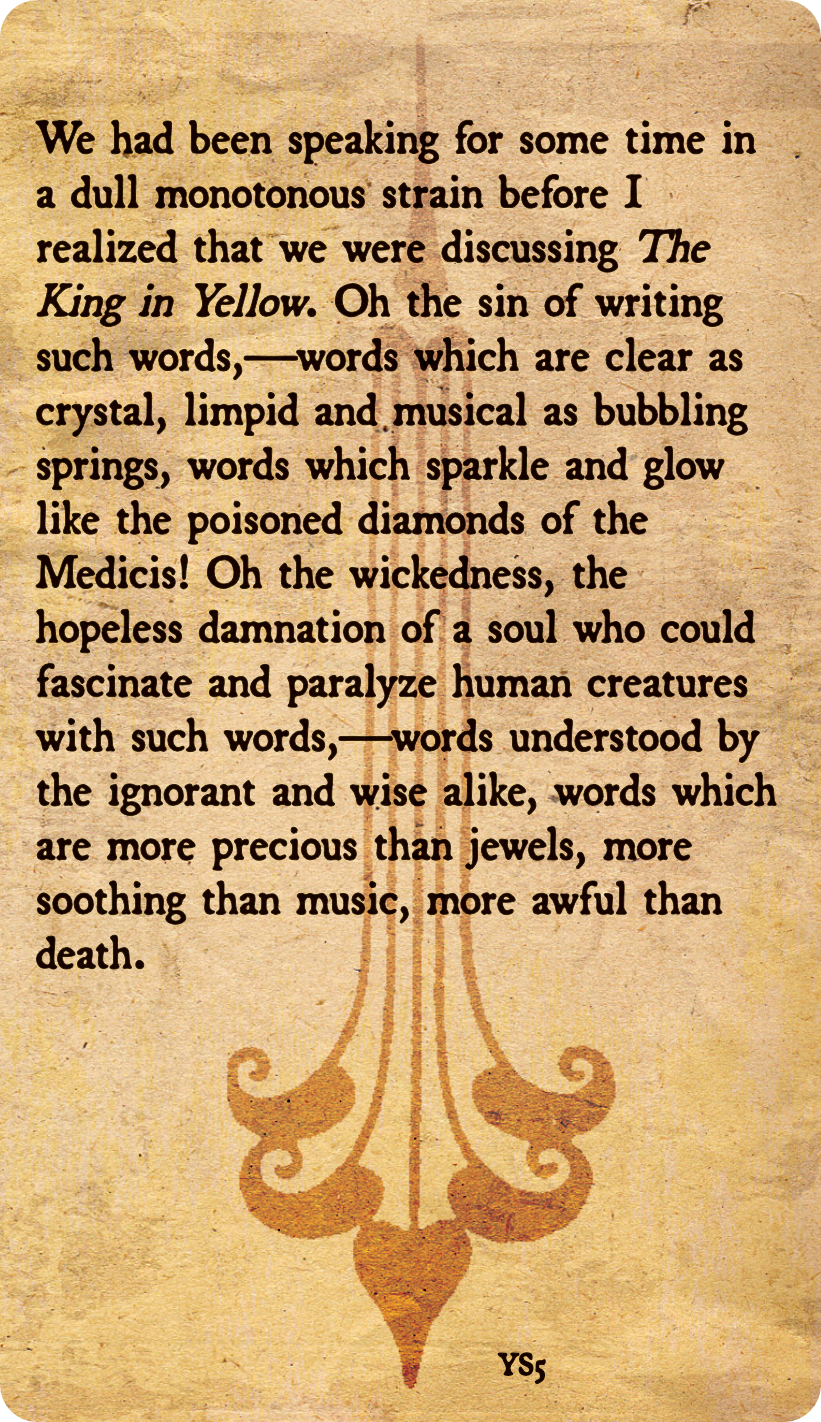 We had been speaking for some time in
a dull monotonous strain before I
realized that we were discussing The
King in Yellow. Oh the sin of writing
such words,—words which are clear as
crystal, limpid and musical as bubbling
springs, words which sparkle and glow
like the poisoned diamonds of the
Medicis! Oh the wickedness, the
hopeless damnation of a soul who could
fascinate and paralyze human creatures
with such words,—words understood by
the ignorant and wise alike, words which
are more precious than jewels, more
soothing than music, more awful than
death.
YS5